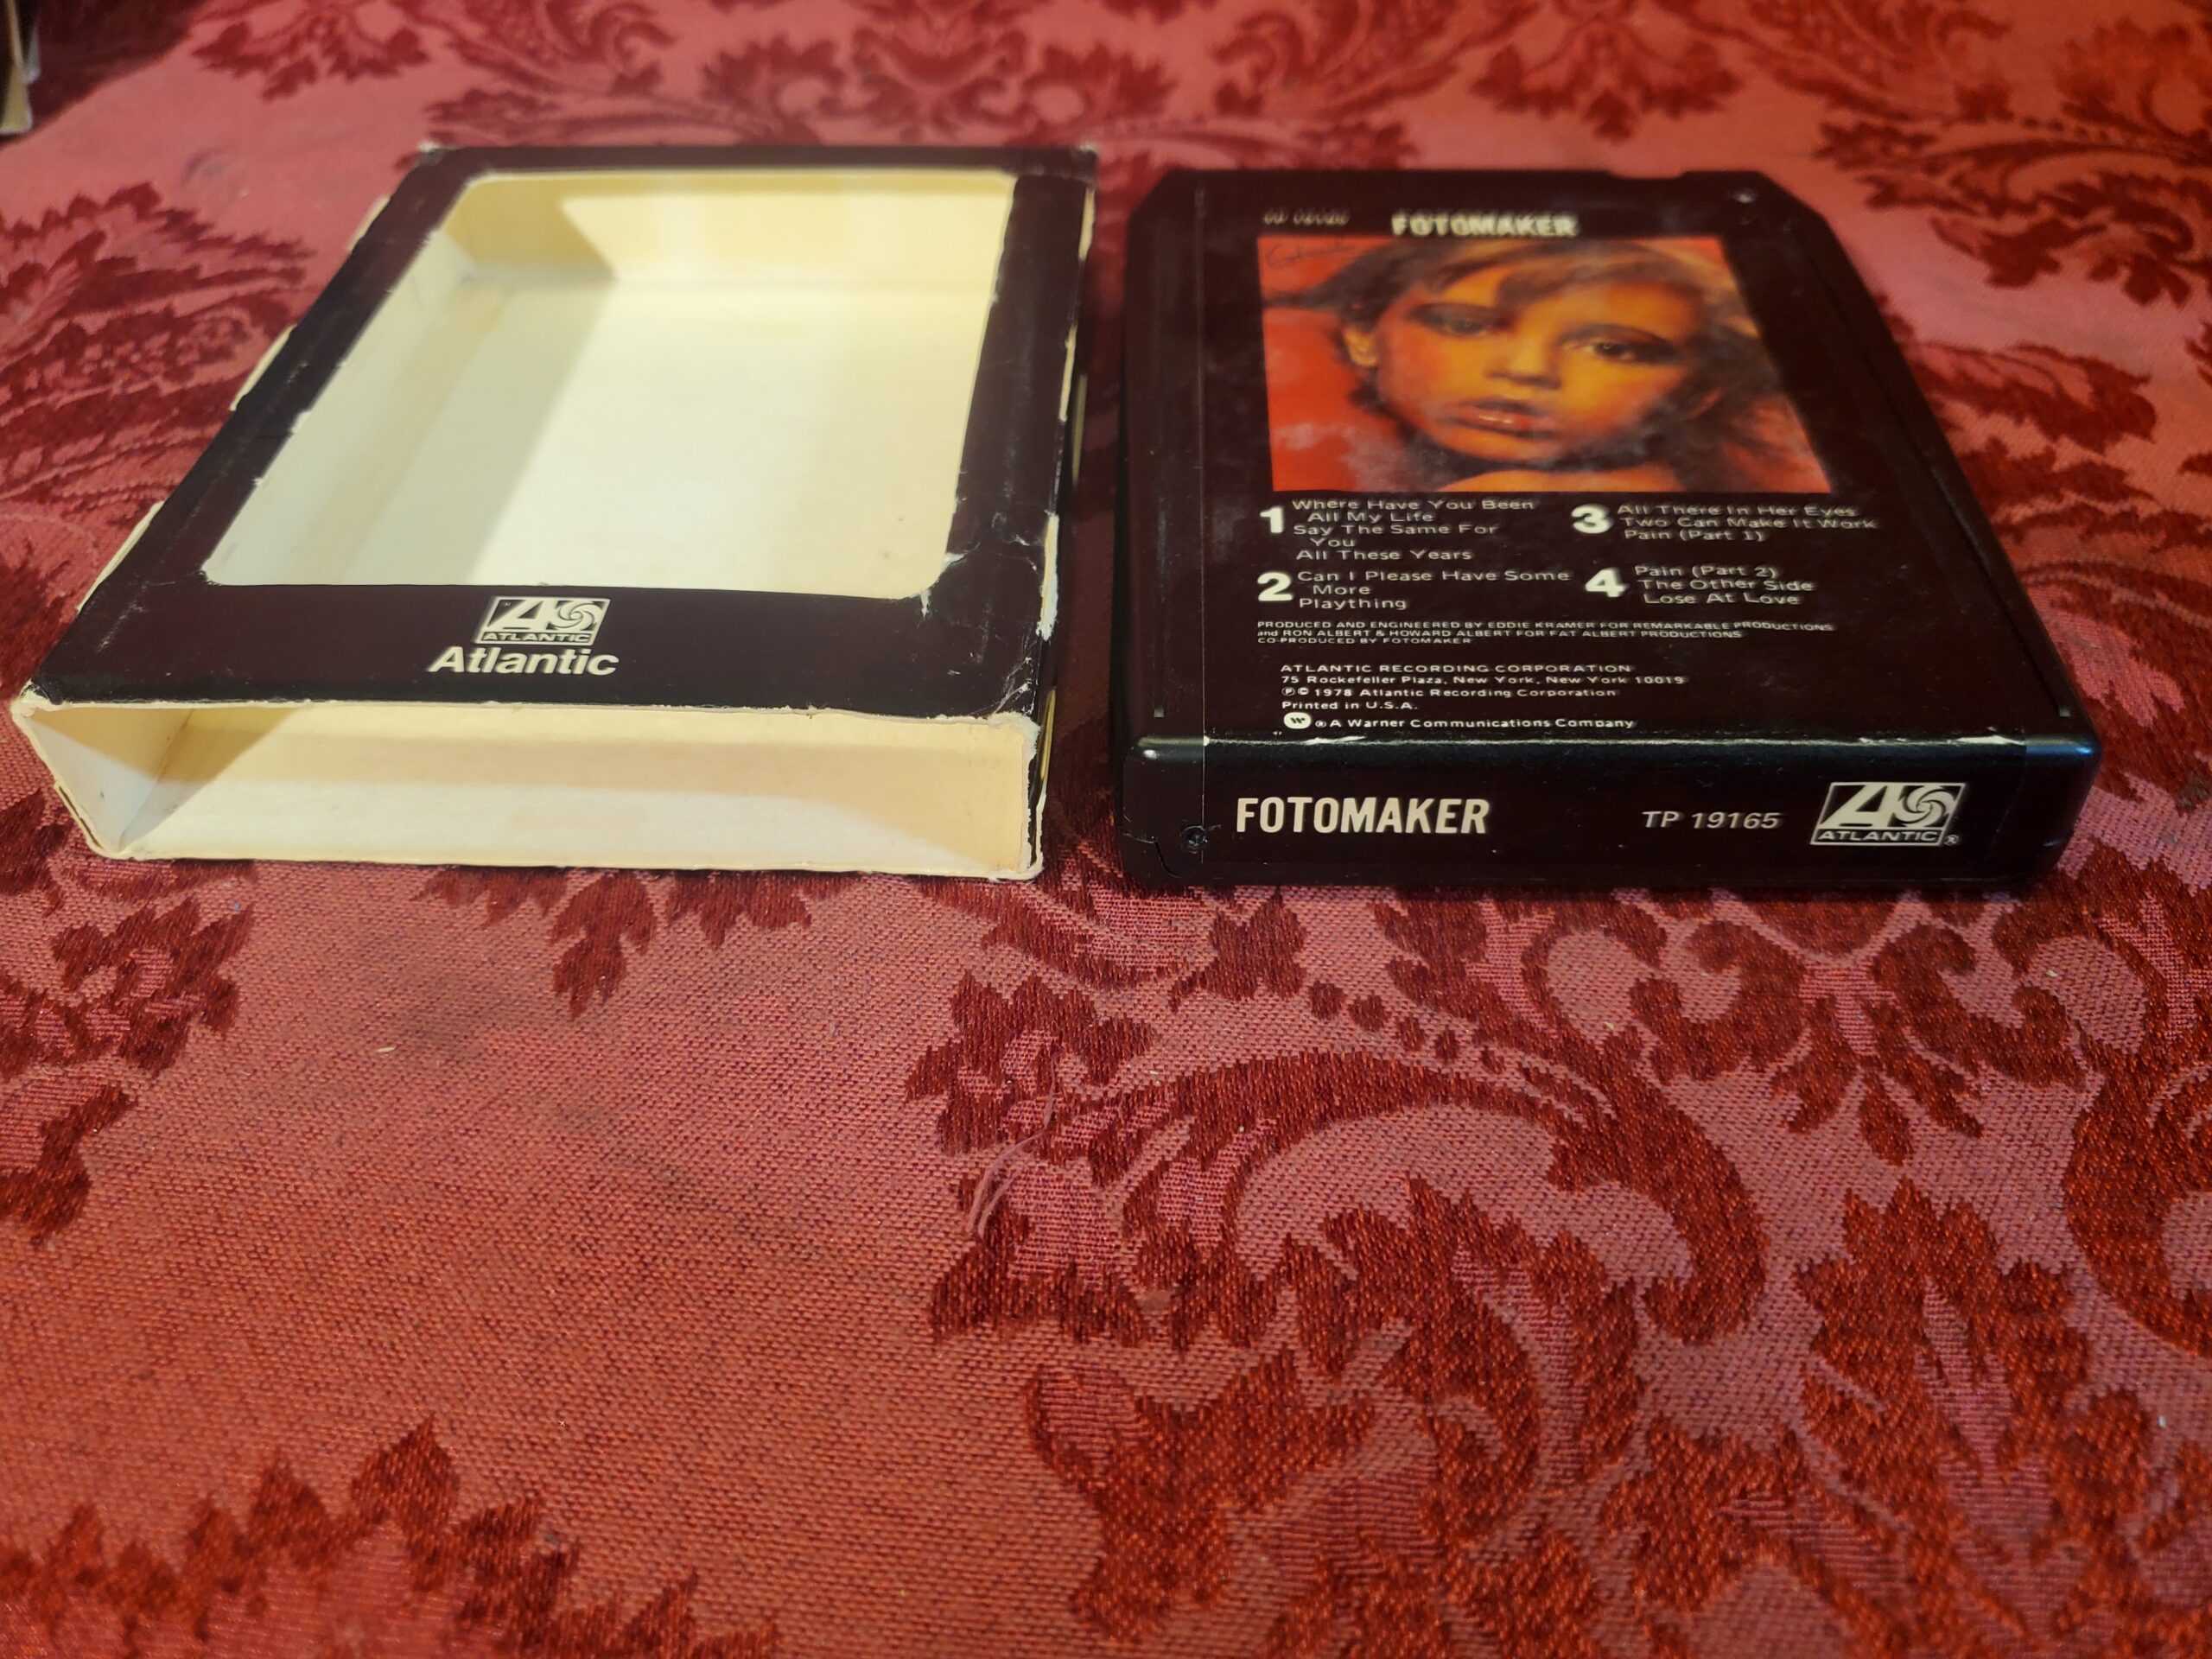 ATLANTIC
Atlantic
FOTOMAKER
1 Where Have You Been
All My Life
Say The Same For
You
All These Years
2 Can I Please Have Some
More
Plaything
3 All There In Her Eyes
Two Can Make It Work
Pain (Part 1)
4 Pain (Part 2)
The Other Side
Lose At Love
PRODUCED AND ENGINEERED BY EDDIE KRAMER FOR REMARKABLE PRODUCTIONS
and RON ALBERT & HOWARD ALBERT FOR FAT ALBERT PRODUCTIONS
CO-PRODUCED BY FOTOMAKER
ATLANTIC RECORDING CORPORATION
75 Rockefeller Plaza, New York, New York 10019
℗© 1978 Atlantic Recording Corporation
Printed in U.S.A.
® A Warner Communications Company
FOTOMAKER TP 19165 ATLANTIC®